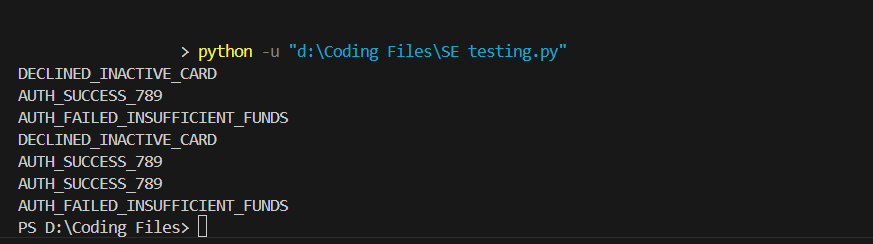 > python -u "d:\Coding Files\SE testing.py"
DECLINED_INACTIVE_CARD
AUTH_SUCCESS_789
AUTH_FAILED_INSUFFICIENT_FUNDS
DECLINED_INACTIVE_CARD
AUTH_SUCCESS_789
AUTH_SUCCESS_789
AUTH_FAILED_INSUFFICIENT_FUNDS
PS D:\Coding Files>